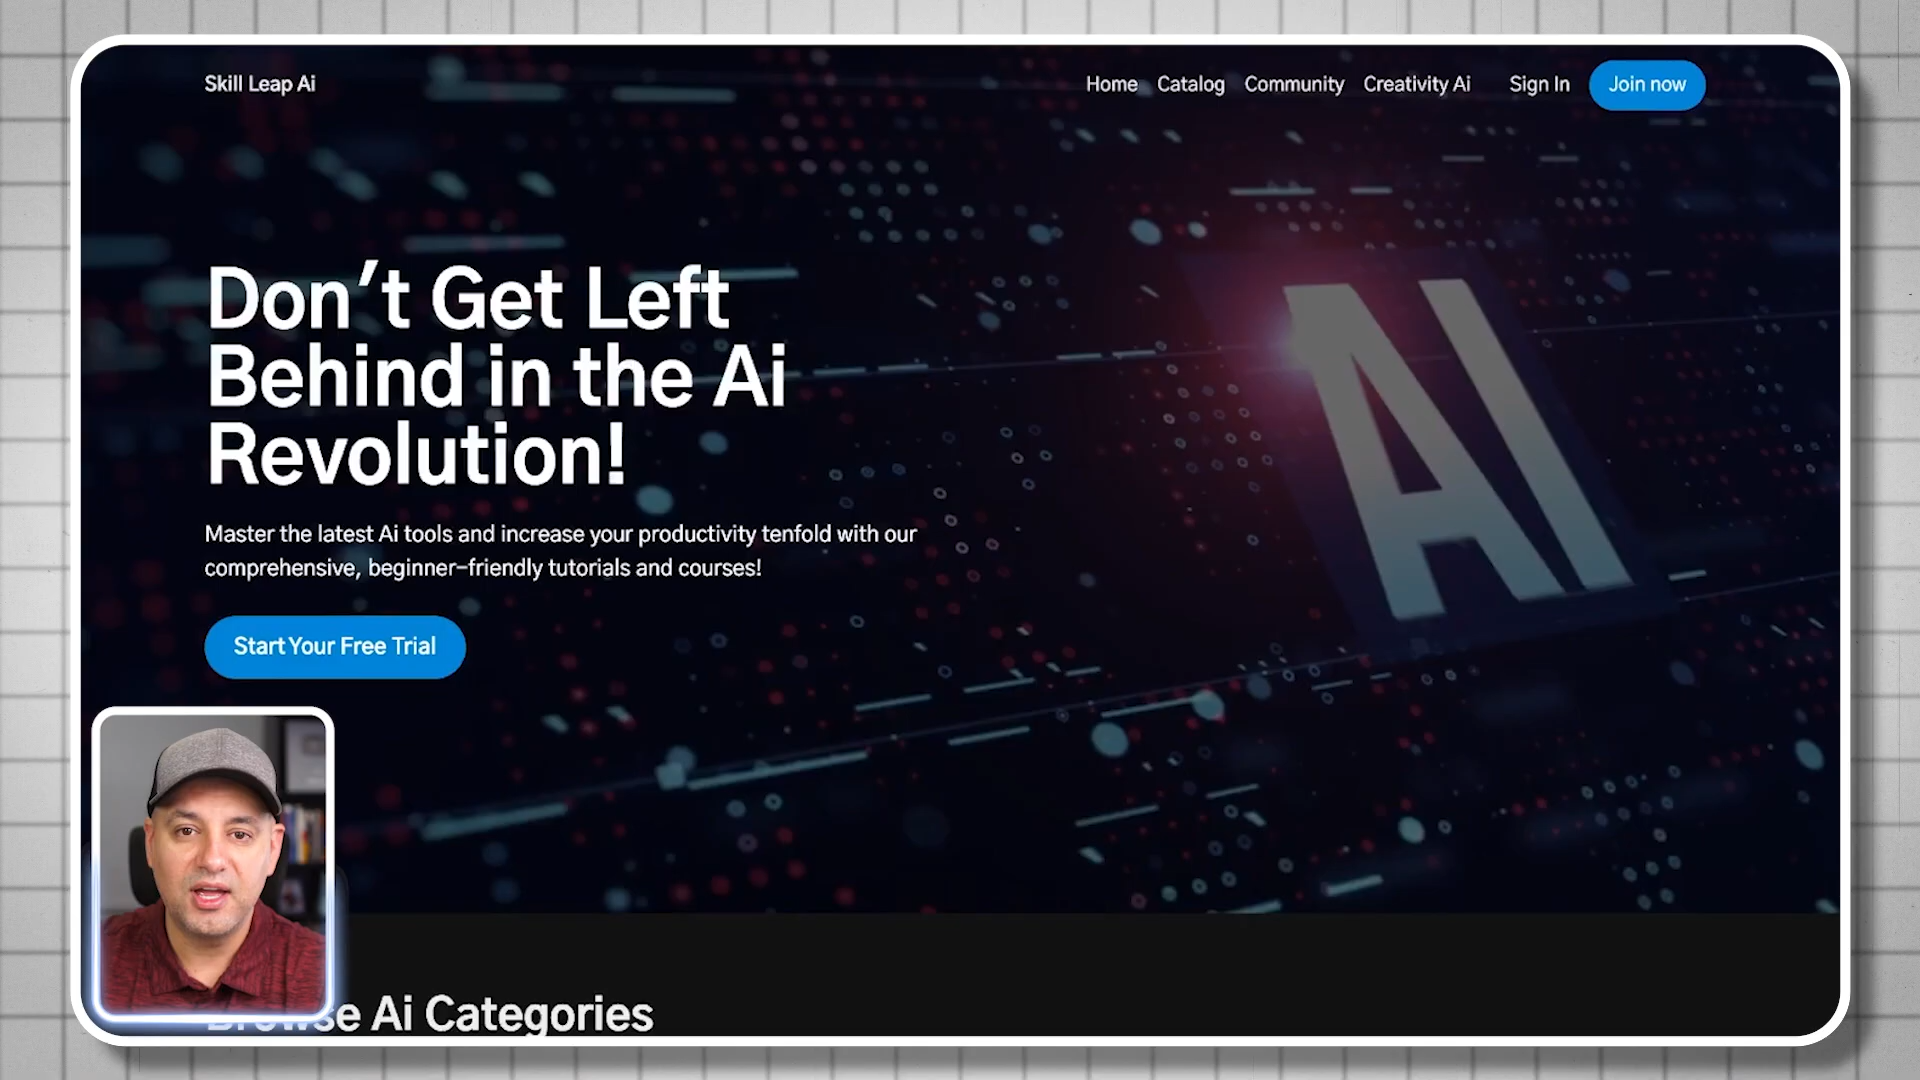 Skill Leap Ai
Home Catalog Community Creativity Ai Sign In Join now
Don't Get Left
Behind in the Ai
Revolution!
AI
Master the latest Ai tools and increase your productivity tenfold with our
comprehensive, beginner-friendly tutorials and courses!
Start Your Free Trial
Browse Ai Categories